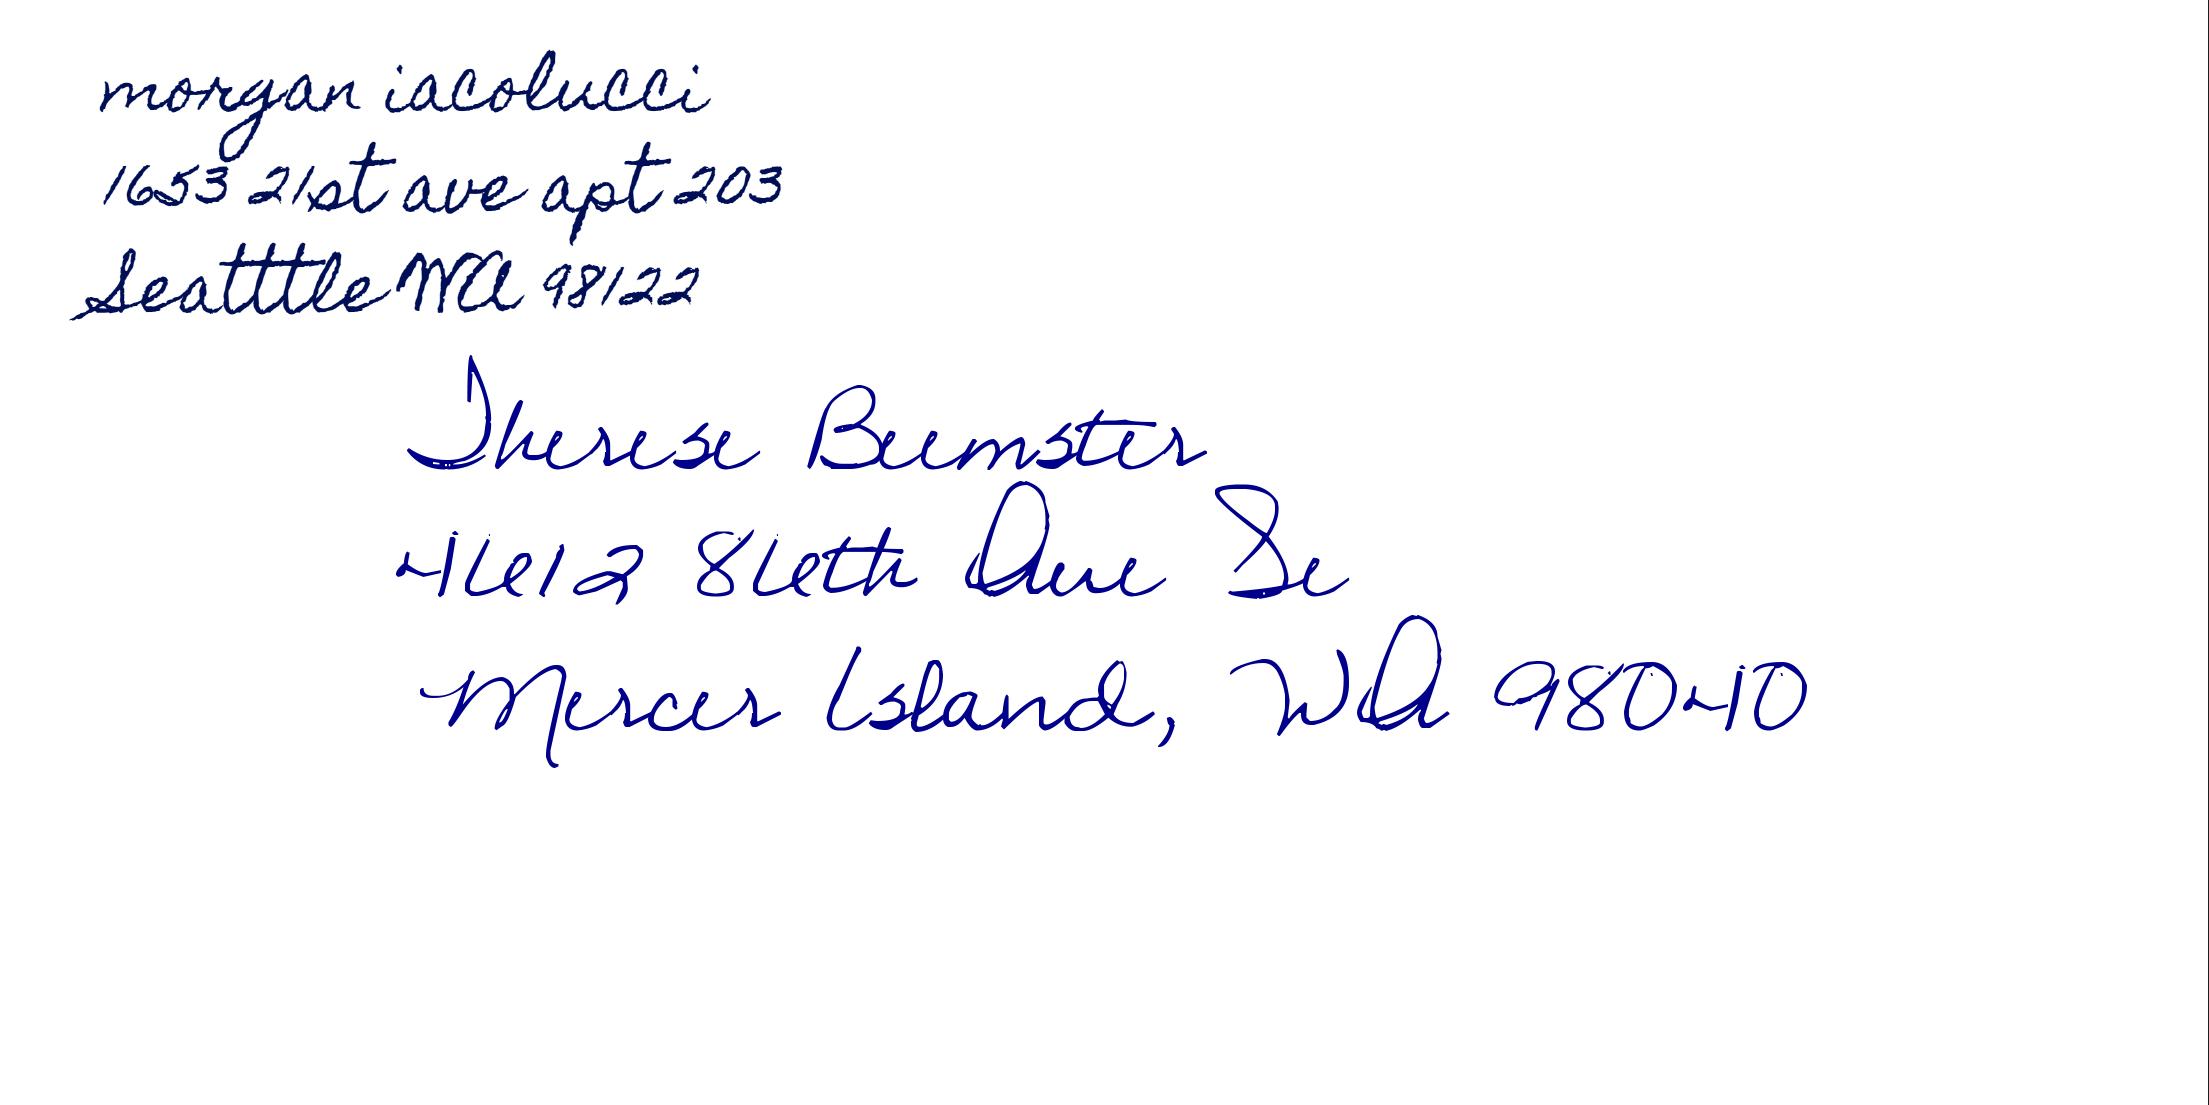 morgan iacolucci
1653 21st ave apt 203
Seatttle WA 98122
Therese Beemster
4612 86th Ave Se
Mercer Island, WA 98040